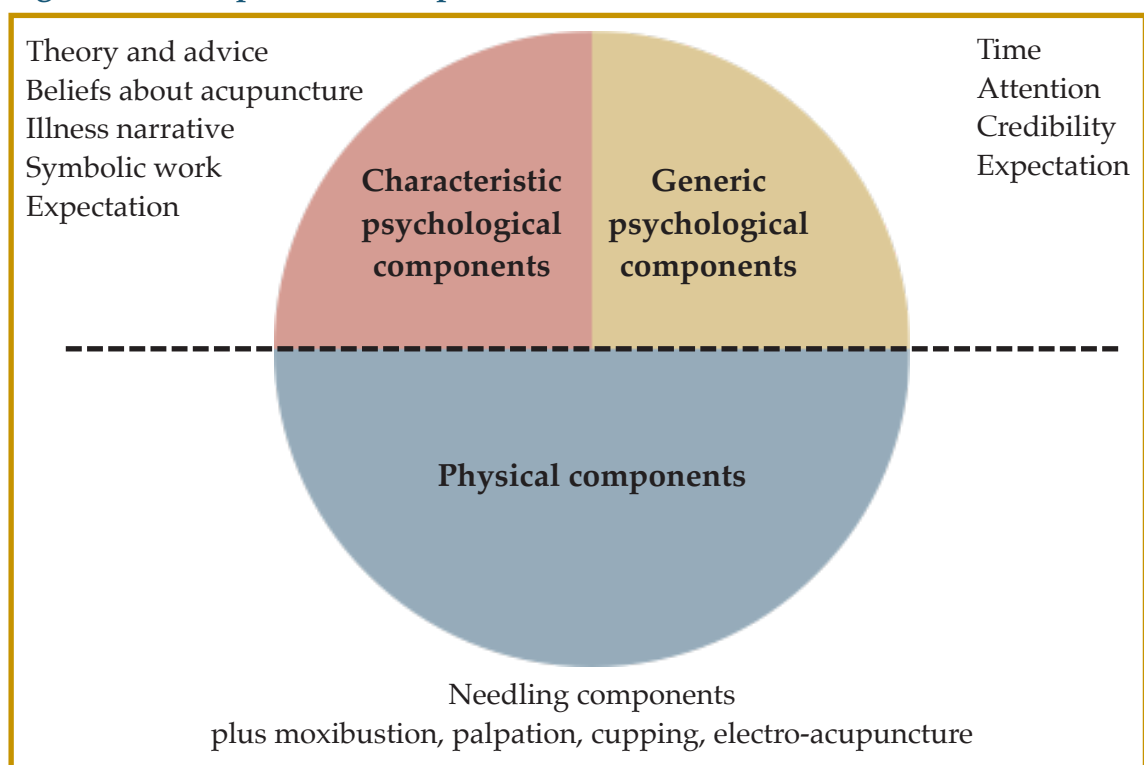 Theory and advice
Beliefs about acupuncture
Illness narrative
Symbolic work
Expectation
Time
Attention
Credibility
Expectation
Characteristic
psychological
components
Generic
psychological
components
Physical components
Needling components
plus moxibustion, palpation, cupping, electro-acupuncture